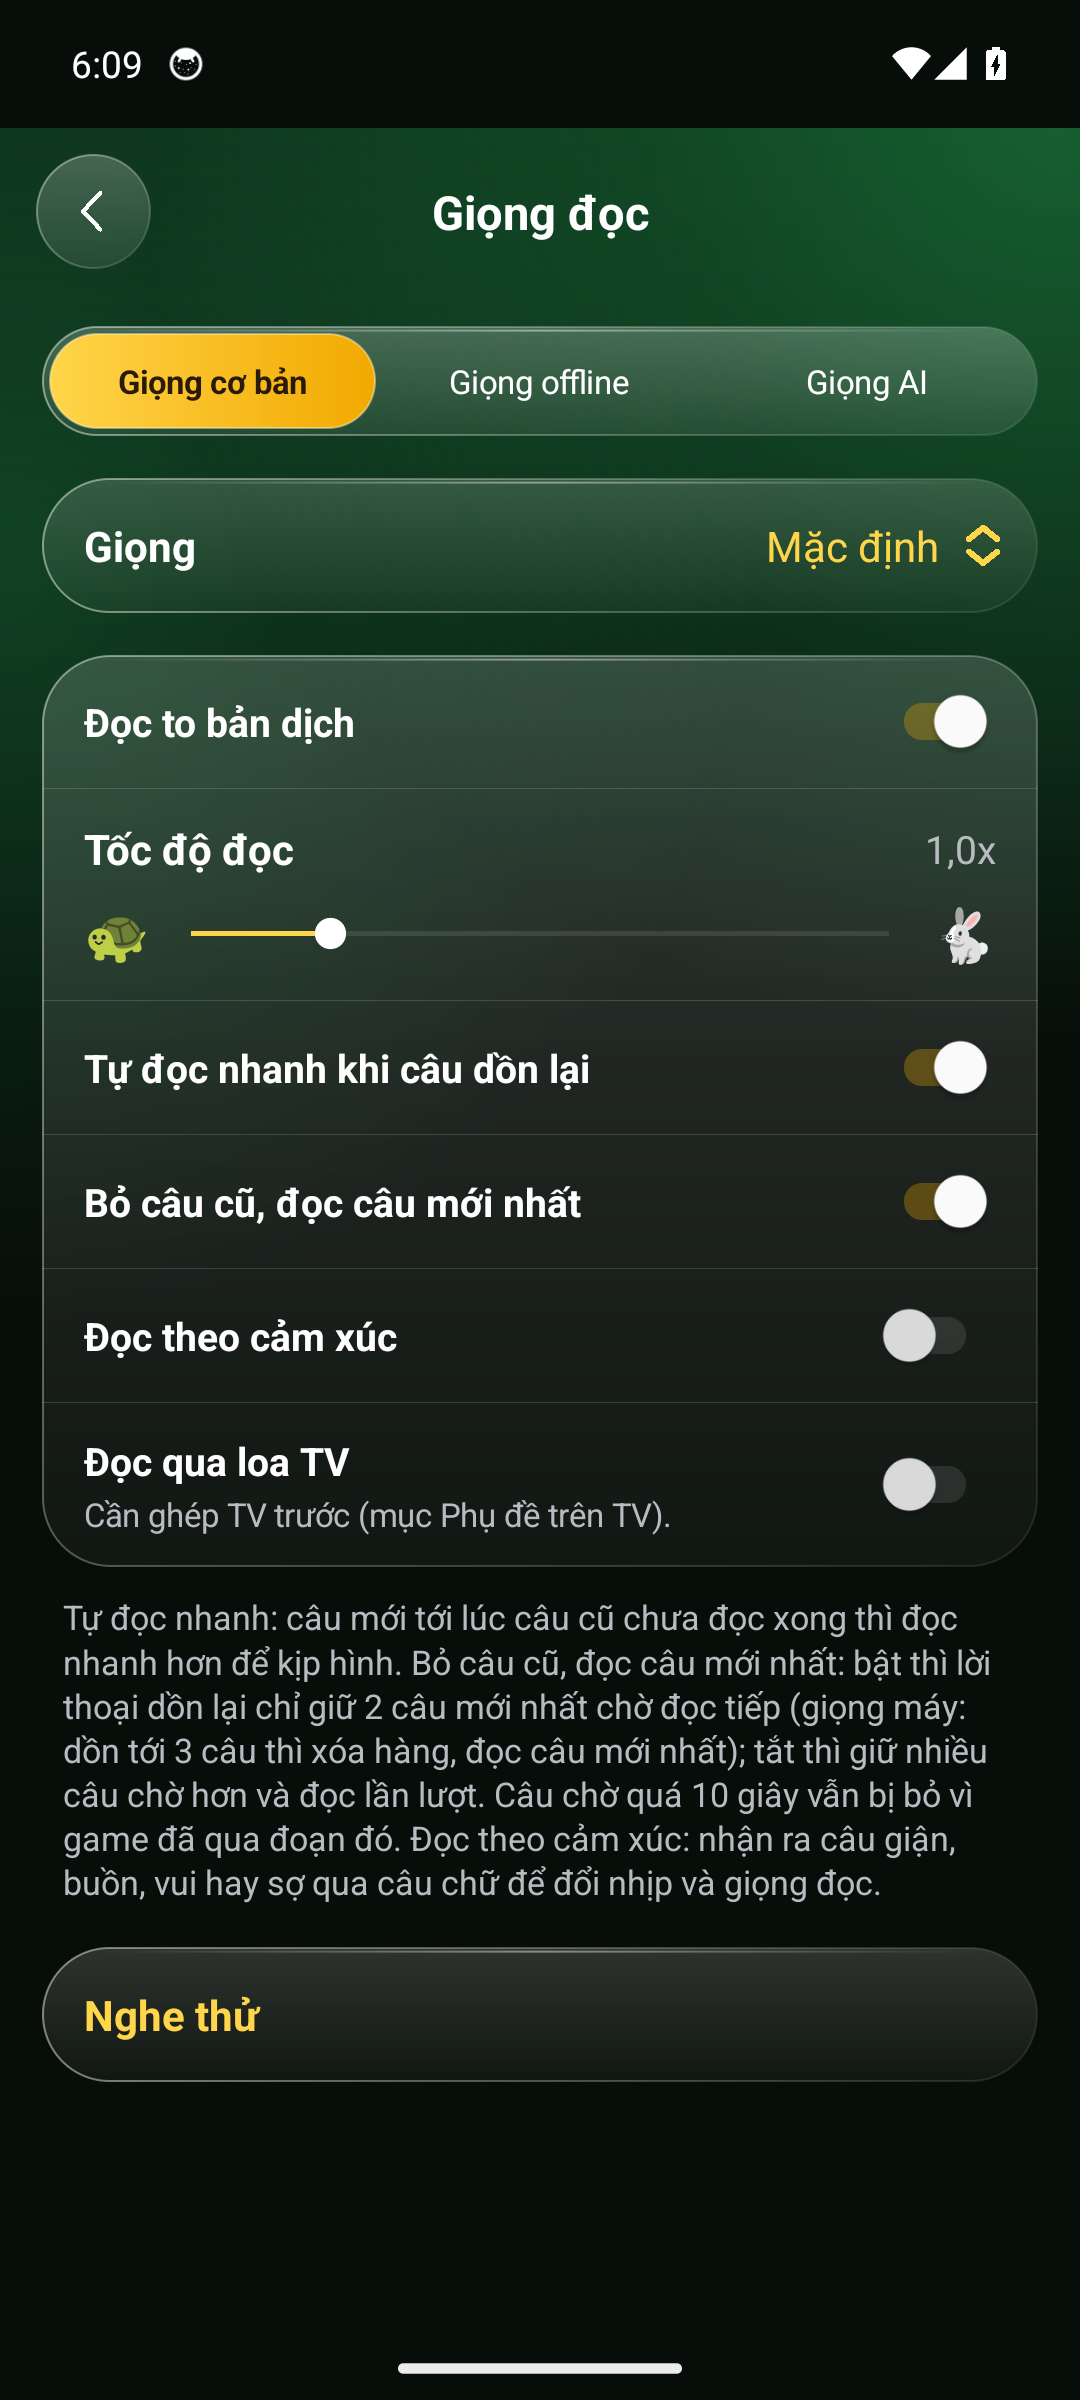 6:09
Giọng đọc
Giọng cơ bản
Giọng offline
Giọng AI
Giọng
Mặc định
Đọc to bản dịch
Tốc độ đọc
1,0x
Tự đọc nhanh khi câu dồn lại
Bỏ câu cũ, đọc câu mới nhất
Đọc theo cảm xúc
Đọc qua loa TV
Cần ghép TV trước (mục Phụ đề trên TV).
Tự đọc nhanh: câu mới tới lúc câu cũ chưa đọc xong thì đọc
nhanh hơn để kịp hình. Bỏ câu cũ, đọc câu mới nhất: bật thì lời
thoại dồn lại chỉ giữ 2 câu mới nhất chờ đọc tiếp (giọng máy:
dồn tới 3 câu thì xóa hàng, đọc câu mới nhất); tắt thì giữ nhiều
câu chờ hơn và đọc lần lượt. Câu chờ quá 10 giây vẫn bị bỏ vì
game đã qua đoạn đó. Đọc theo cảm xúc: nhận ra câu giận,
buồn, vui hay sợ qua câu chữ để đổi nhịp và giọng đọc.
Nghe thử